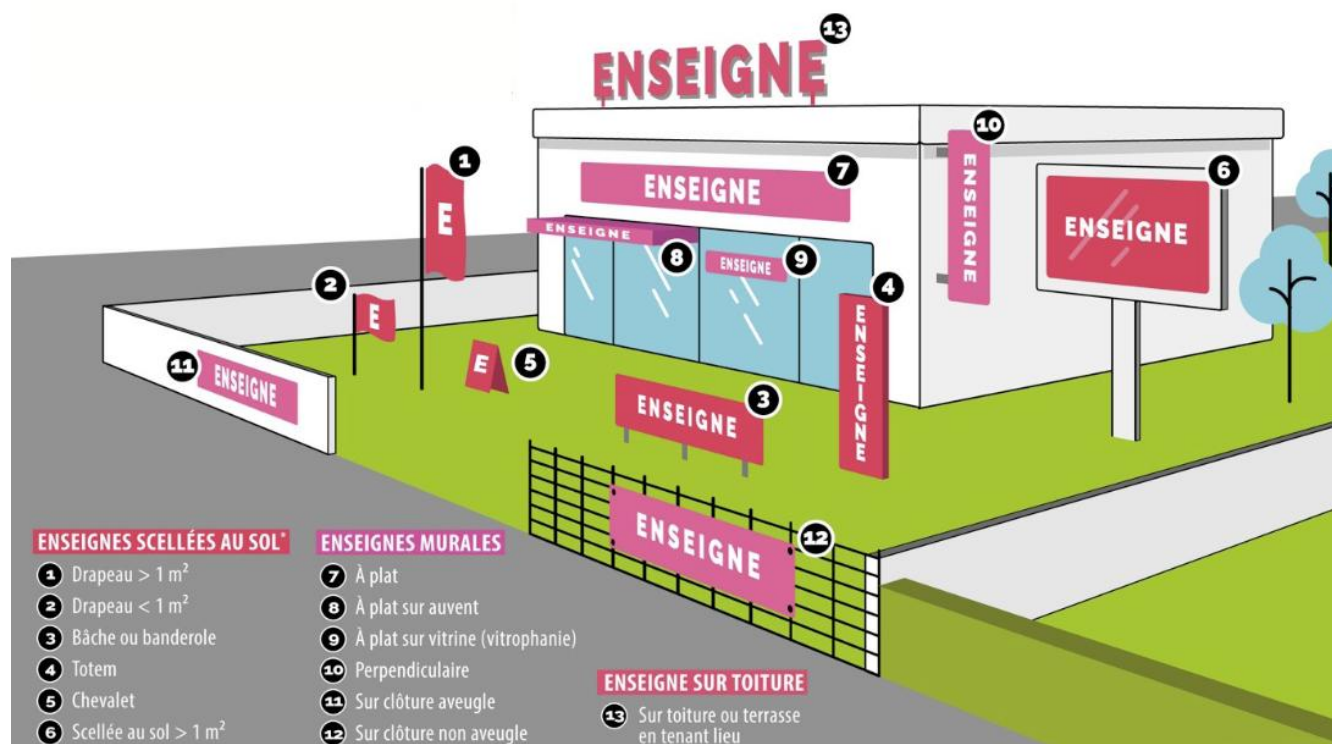 ENSEIGNE 13
10
ENSEIGNE
1
E
7
ENSEIGNE
6
ENSEIGNE
ENSEIGNE
8
ENSEIGNE
9
2
E
4
ENSEIGNE
11
ENSEIGNE
E
5
3
ENSEIGNE
ENSEIGNE
12
ENSEIGNES SCELLÉES AU SOL*
1 Drapeau > 1 m²
2 Drapeau < 1 m²
3 Bâche ou banderole
4 Totem
5 Chevalet
6 Scellée au sol > 1 m²
ENSEIGNES MURALES
7 À plat
8 À plat sur auvent
9 À plat sur vitrine (vitrophanie)
10 Perpendiculaire
11 Sur clôture aveugle
12 Sur clôture non aveugle
ENSEIGNE SUR TOITURE
13 Sur toiture ou terrasse
en tenant lieu